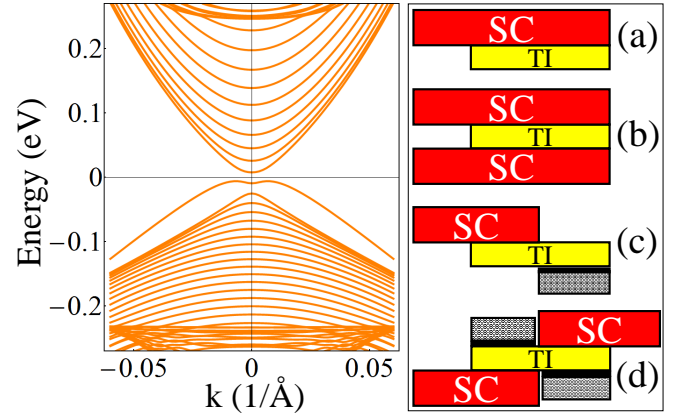 0.2
0.1
0
−0.1
−0.2
Energy (eV)
−0.05
0
0.05
k (1/Å)
SC
TI
(a)
SC
TI
SC
(b)
SC
TI
(c)
SC
TI
SC
(d)